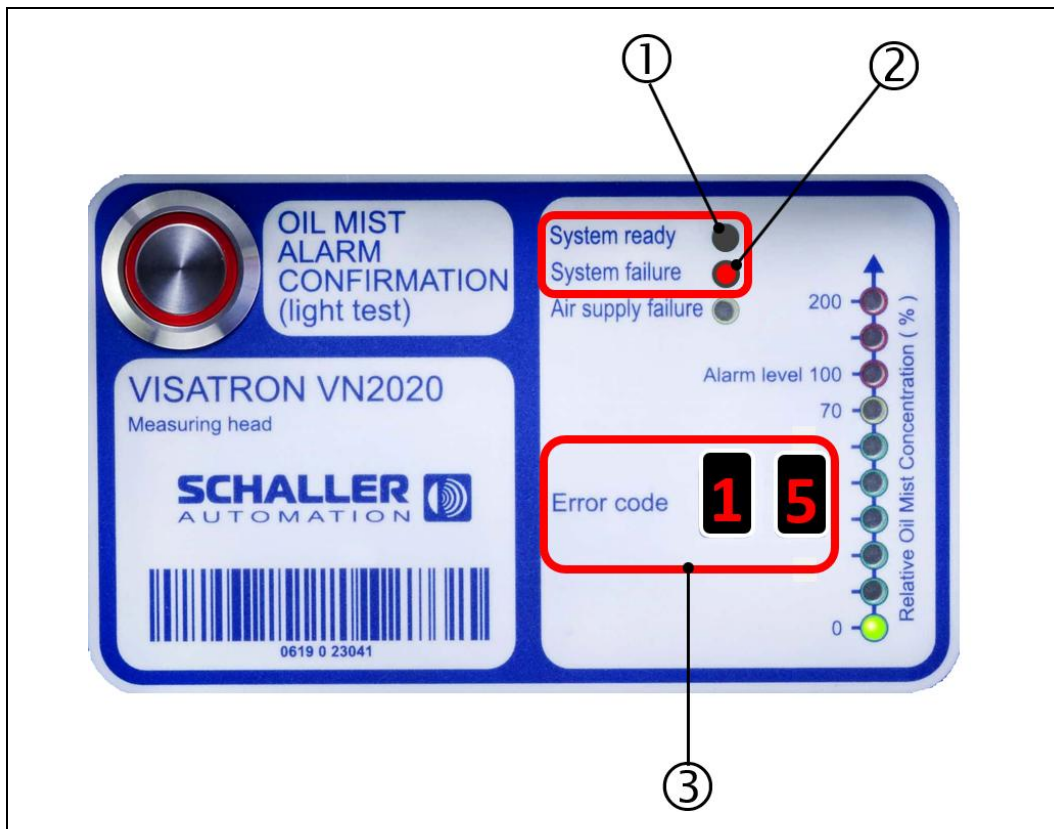 ①
②
OIL MIST
ALARM
CONFIRMATION
(light test)
System ready
System failure
Air supply failure
200
Alarm level 100
70
0
Relative Oil Mist Concentration ( % )
VISATRON VN2020
Measuring head
SCHALLER
AUTOMATION
0619 0 23041
Error code 1 5
③